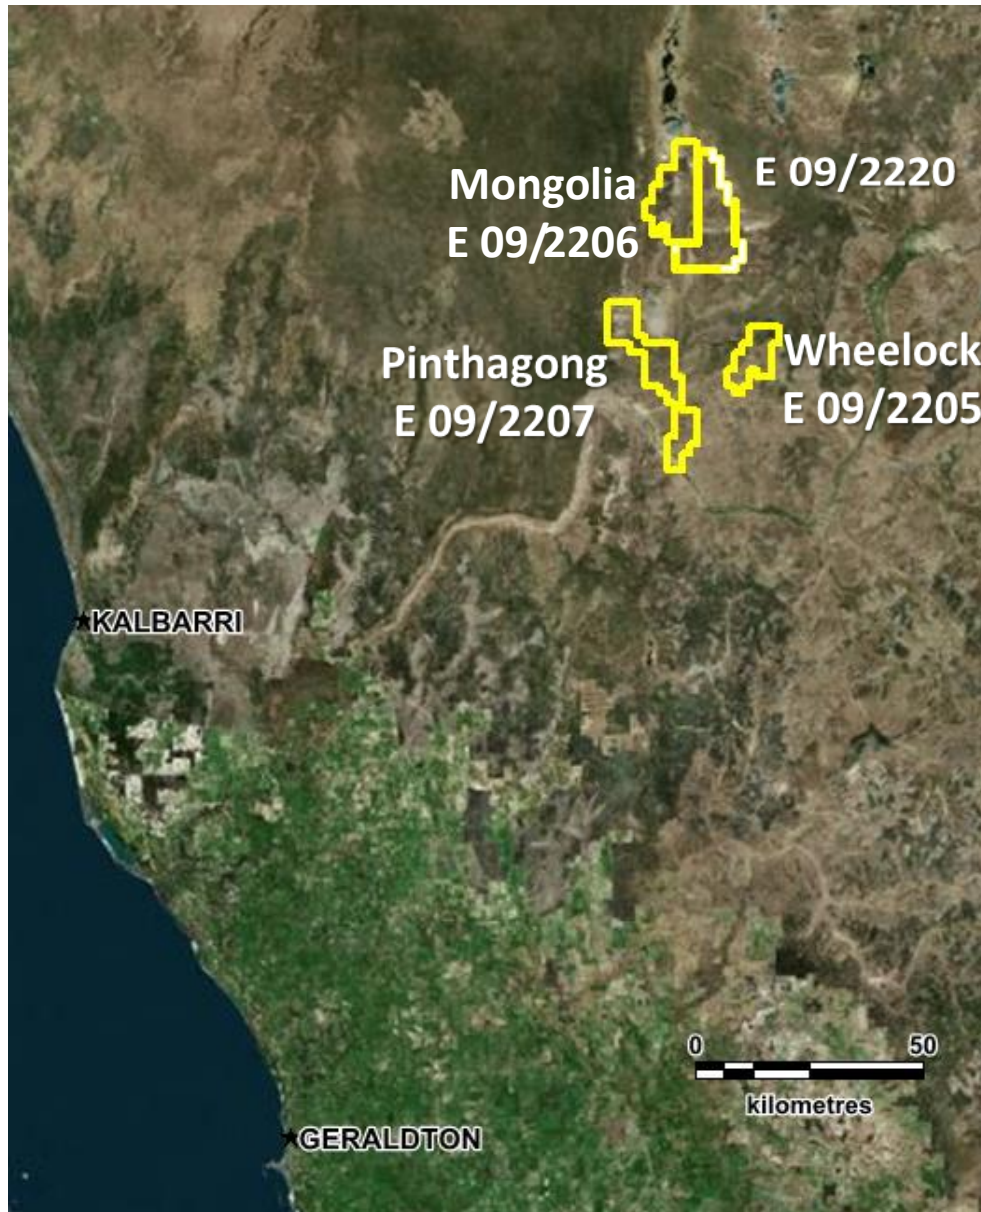 Mongolia
E 09/2206
E 09/2220
Pinthagong
E 09/2207
Wheelock
E 09/2205
KALBARRI
0 50
kilometres
GERALDTON